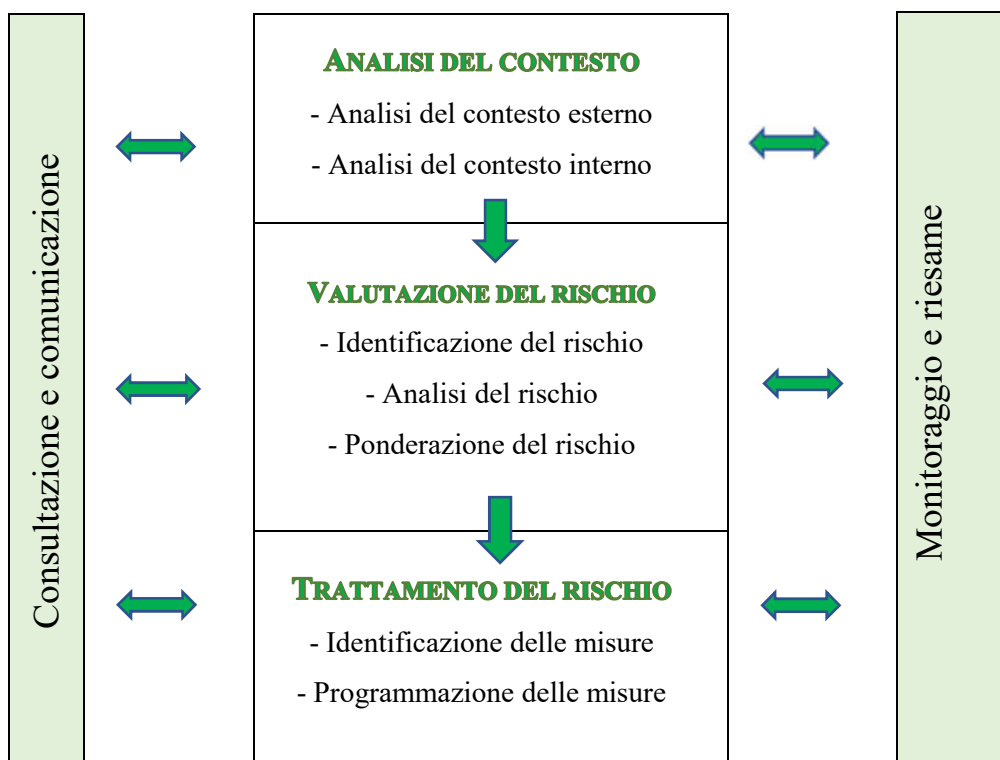 Consultazione e comunicazione
ANALISI DEL CONTESTO
- Analisi del contesto esterno
- Analisi del contesto interno
VALUTAZIONE DEL RISCHIO
- Identificazione del rischio
- Analisi del rischio
- Ponderazione del rischio
TRATTAMENTO DEL RISCHIO
- Identificazione delle misure
- Programmazione delle misure
Monitoraggio e riesame